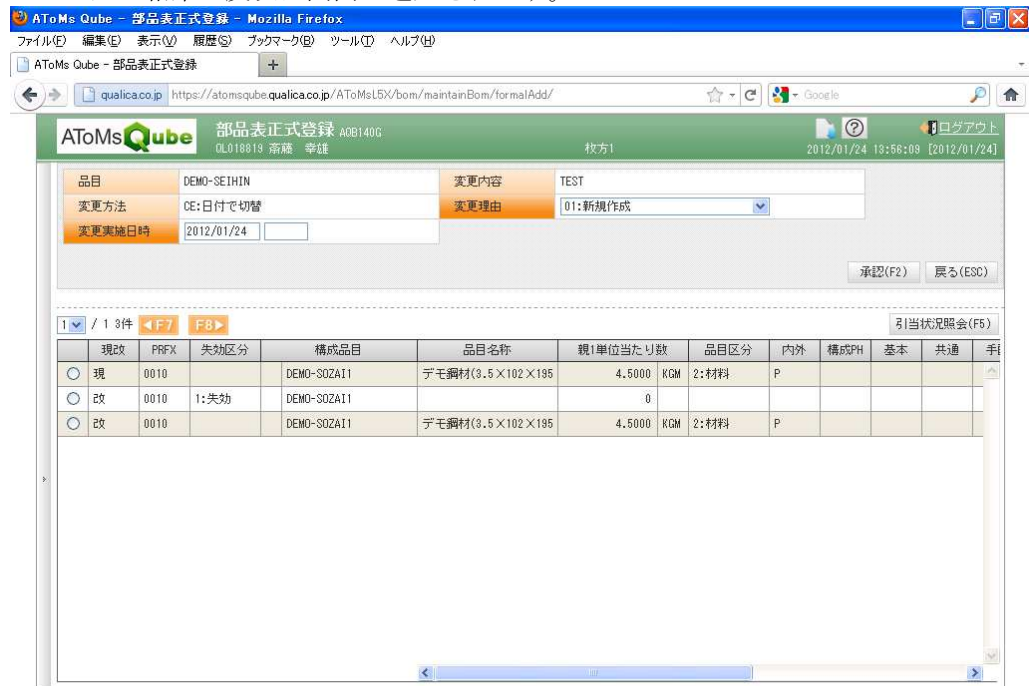 AToMs Qube - 部品表正式登録 - Mozilla Firefox
ファイル(F) 編集(E) 表示(V) 履歴(S) ブックマーク(B) ツール(T) ヘルプ(H)
AToMs Qube - 部品表正式登録 +
qualica.co.jp https://atomsqube.qualica.co.jp/AToMsL5X/bom/maintainBom/formalAdd/ Google
AToMs Qube 部品表正式登録 A0B140G ? ログアウト
OL018819 斎藤 幸雄 枚方1 2012/01/24 13:56:09 [2012/01/24]
品目 DEMO-SEIHIN 変更内容 TEST
変更方法 CE:日付で切替 変更理由 01:新規作成
変更実施日時 2012/01/24
承認(F2) 戻る(ESC)
1 / 1 3件 F7 F8 引当状況照会(F5)
現改 PRFX 失効区分 構成品目 品目名称 親1単位当たり数 品目区分 内外 構成PH 基本 共通
現 0010 DEMO-SOZAI1 デモ鋼材(3.5×102×195 4.5000 KGM 2:材料 P
改 0010 1:失効 DEMO-SOZAI1 0
改 0010 DEMO-SOZAI1 デモ鋼材(3.5×102×195 4.5000 KGM 2:材料 P